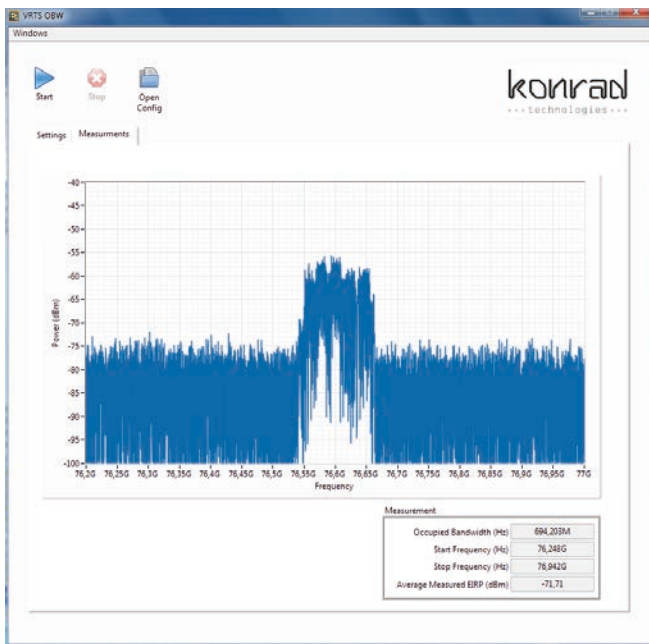 VRTS OBW
Windows
Start
Stop
Open
Config
konrad
technologies
Settings
Measurments
-40
-45
-50
-55
-60
-65
-70
-75
-80
-85
-90
-95
-100
Power (dBm)
76,2G 76,25G 76,3G 76,35G 76,4G 76,45G 76,5G 76,55G 76,6G 76,65G 76,7G 76,75G 76,8G 76,85G 76,9G 76,95G 77G
Frequency
Measurement
Occupied Bandwidth (Hz) 694,203M
Start Frequency (Hz) 76,248G
Stop Frequency (Hz) 76,942G
Average Measured EIRP (dBm) -71,71